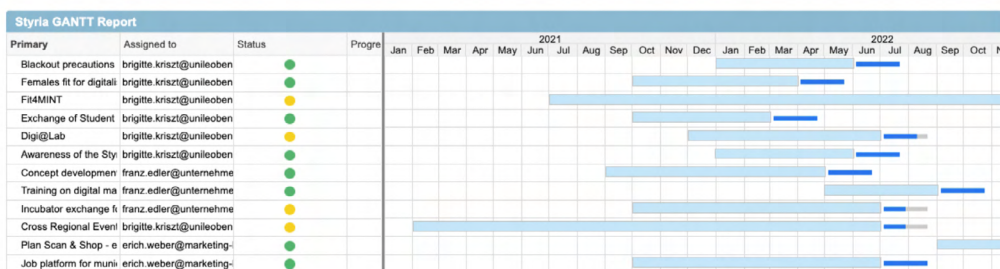 Styria GANTT Report
Primary Assigned to Status Progre 2021 2022
Jan Feb Mar Apr May Jun Jul Aug Sep Oct Nov Dec Jan Feb Mar Apr May Jun Jul Aug Sep Oct N
Blackout precautions brigitte.kriszt@unileoben
Females fit for digitali brigitte.kriszt@unileoben
Fit4MINT brigitte.kriszt@unileoben
Exchange of Student brigitte.kriszt@unileoben
Digi@Lab brigitte.kriszt@unileoben
Awareness of the Sty brigitte.kriszt@unileoben
Concept developmen franz.edler@unternehme
Training on digital ma franz.edler@unternehme
Incubator exchange fo franz.edler@unternehme
Cross Regional Event brigitte.kriszt@unileoben
Plan Scan & Shop - e erich.weber@marketing-
Job platform for muni erich.weber@marketing-